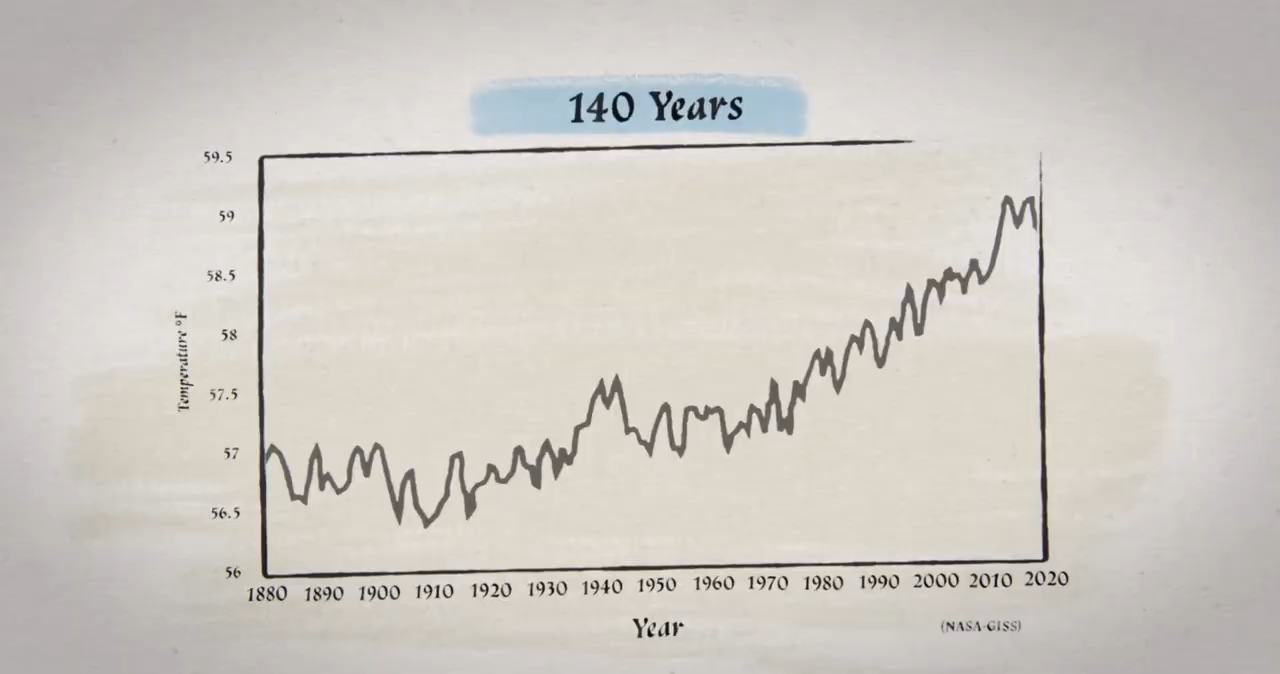 140 Years
59.5
59
58.5
58
57.5
57
56.5
56
Temperature °F
1880 1890 1900 1910 1920 1930 1940 1950 1960 1970 1980 1990 2000 2010 2020
Year
(NASA-GISS)